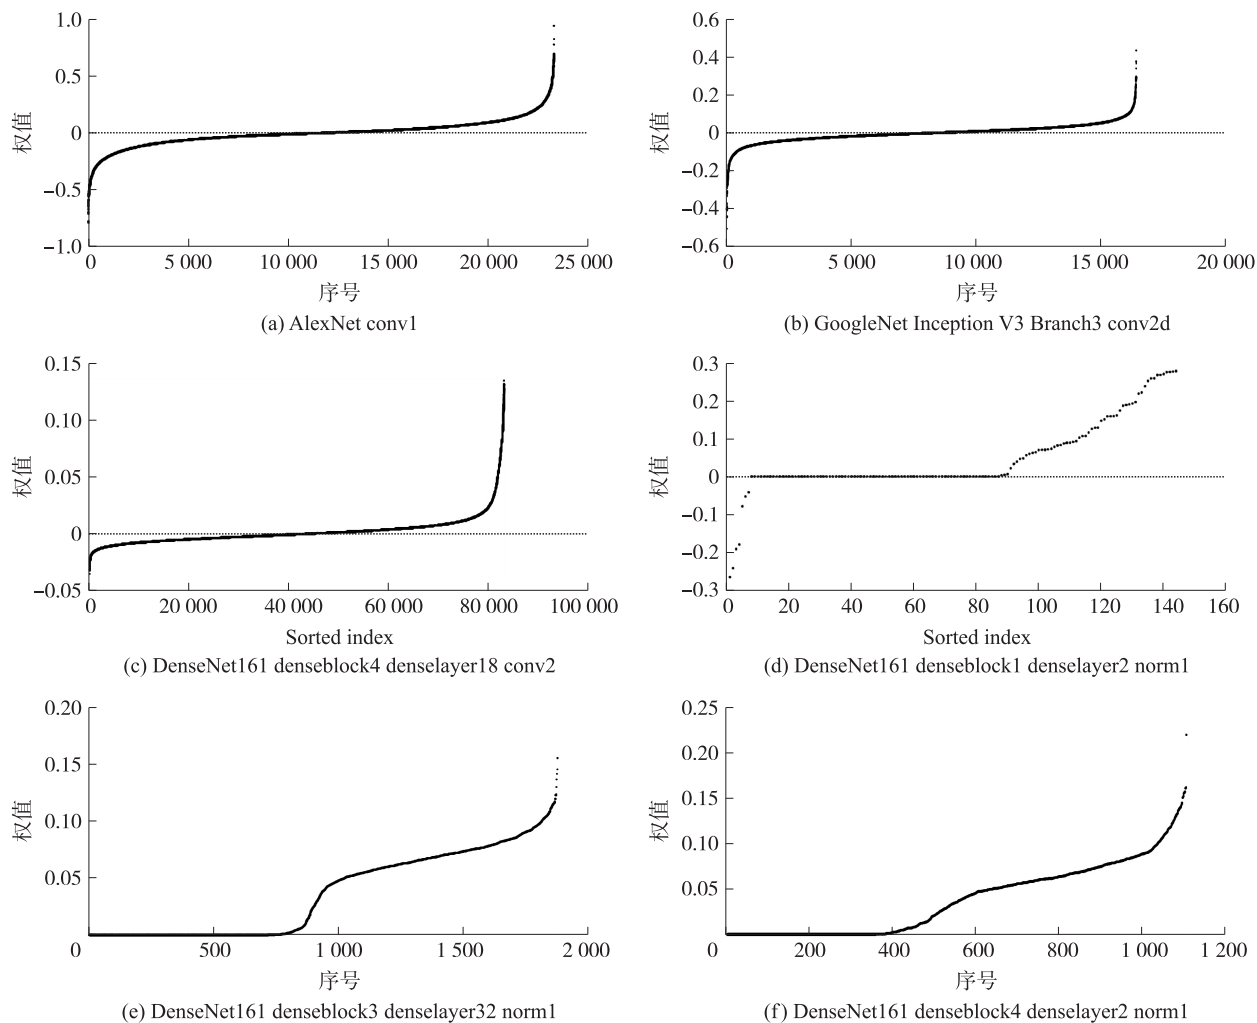 1.0
0.5
0
−0.5
−1.0
权值
0 5 000 10 000 15 000 20 000 25 000
序号
(a) AlexNet conv1
0.6
0.4
0.2
0
−0.2
−0.4
−0.6
权值
0 5 000 10 000 15 000 20 000
序号
(b) GoogleNet Inception V3 Branch3 conv2d
0.15
0.10
0.05
0
−0.05
权值
0 20 000 40 000 60 000 80 000 100 000
Sorted index
(c) DenseNet161 denseblock4 denselayer18 conv2
0.3
0.2
0.1
0
−0.1
−0.2
−0.3
权值
0 20 40 60 80 100 120 140 160
Sorted index
(d) DenseNet161 denseblock1 denselayer2 norm1
0.20
0.15
0.10
0.05
权值
0 500 1 000 1 500 2 000
序号
(e) DenseNet161 denseblock3 denselayer32 norm1
0.25
0.20
0.15
0.10
0.05
权值
0 200 400 600 800 1 000 1 200
序号
(f) DenseNet161 denseblock4 denselayer2 norm1